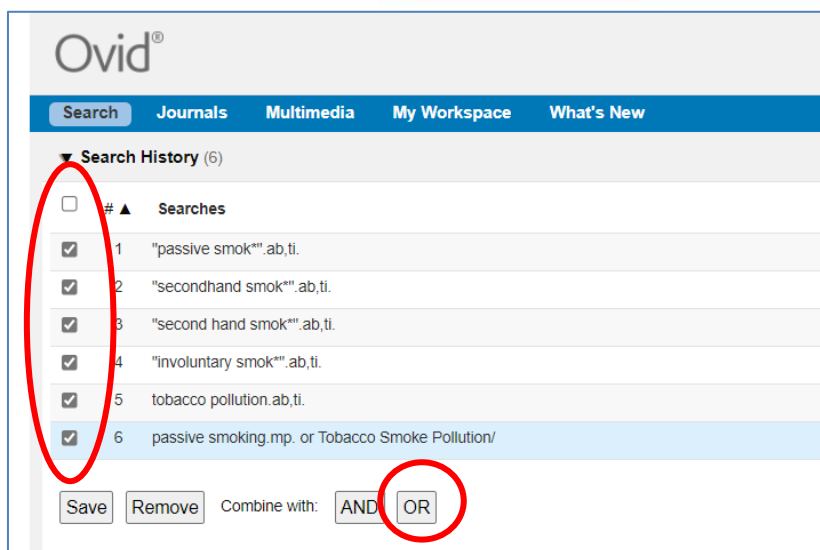 Ovid®
Search Journals Multimedia My Workspace What's New
▼ Search History (6)
# ▲ Searches
1 "passive smok*".ab,ti.
2 "secondhand smok*".ab,ti.
3 "second hand smok*".ab,ti.
4 "involuntary smok*".ab,ti.
5 tobacco pollution.ab,ti.
6 passive smoking.mp. or Tobacco Smoke Pollution/
Save Remove Combine with: AND OR